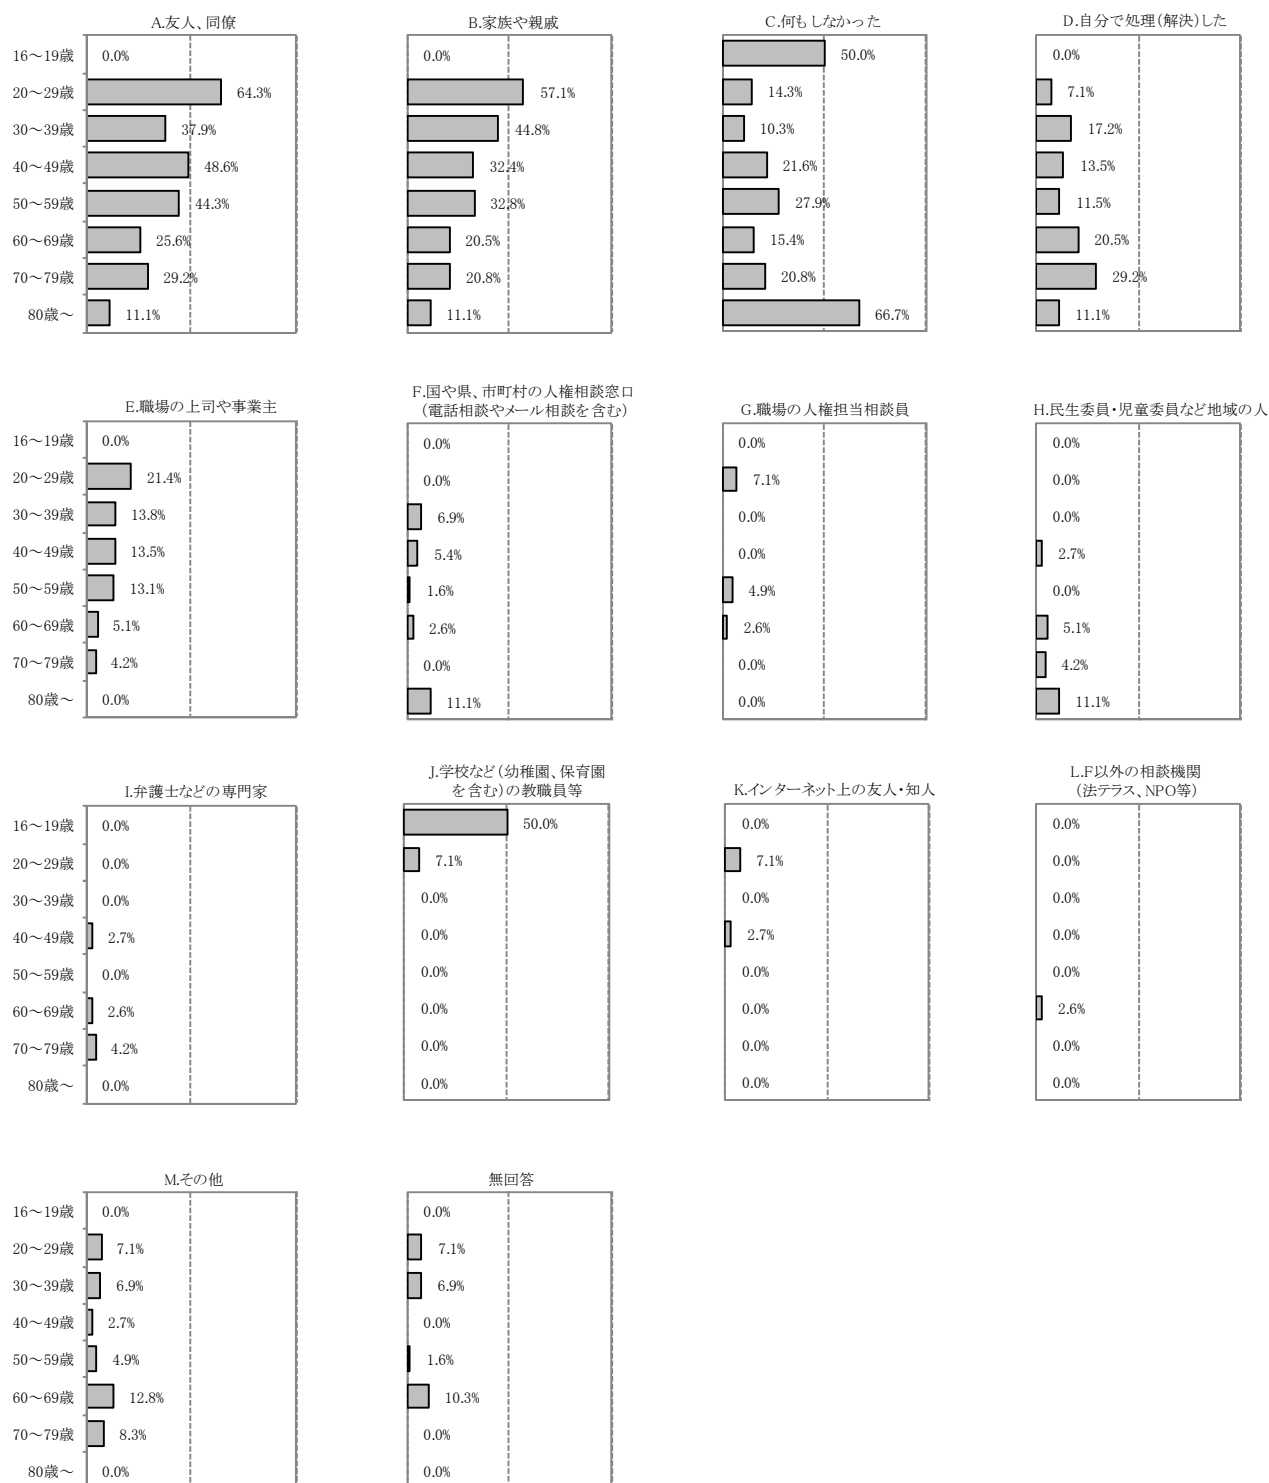 A.友人、同僚
16～19歳 0.0%
20～29歳 64.3%
30～39歳 37.9%
40～49歳 48.6%
50～59歳 44.3%
60～69歳 25.6%
70～79歳 29.2%
80歳～ 11.1%
B.家族や親戚
0.0%
57.1%
44.8%
32.4%
32.8%
20.5%
20.8%
11.1%
C.何もしなかった
50.0%
14.3%
10.3%
21.6%
27.9%
15.4%
20.8%
66.7%
D.自分で処理(解決)した
0.0%
7.1%
17.2%
13.5%
11.5%
20.5%
29.2%
11.1%
E.職場の上司や事業主
16～19歳 0.0%
20～29歳 21.4%
30～39歳 13.8%
40～49歳 13.5%
50～59歳 13.1%
60～69歳 5.1%
70～79歳 4.2%
80歳～ 0.0%
F.国や県、市町村の人権相談窓口
(電話相談やメール相談を含む)
0.0%
0.0%
6.9%
5.4%
1.6%
2.6%
0.0%
11.1%
G.職場の人権担当相談員
0.0%
7.1%
0.0%
0.0%
4.9%
2.6%
0.0%
0.0%
H.民生委員・児童委員など地域の人
0.0%
0.0%
0.0%
2.7%
0.0%
5.1%
4.2%
11.1%
I.弁護士などの専門家
16～19歳 0.0%
20～29歳 0.0%
30～39歳 0.0%
40～49歳 2.7%
50～59歳 0.0%
60～69歳 2.6%
70～79歳 4.2%
80歳～ 0.0%
J.学校など(幼稚園、保育園
を含む)の教職員等
50.0%
7.1%
0.0%
0.0%
0.0%
0.0%
0.0%
0.0%
K.インターネット上の友人・知人
0.0%
7.1%
0.0%
2.7%
0.0%
0.0%
0.0%
0.0%
L.F以外の相談機関
(法テラス、NPO等)
0.0%
0.0%
0.0%
0.0%
0.0%
2.6%
0.0%
0.0%
M.その他
16～19歳 0.0%
20～29歳 7.1%
30～39歳 6.9%
40～49歳 2.7%
50～59歳 4.9%
60～69歳 12.8%
70～79歳 8.3%
80歳～ 0.0%
無回答
0.0%
7.1%
6.9%
0.0%
1.6%
10.3%
0.0%
0.0%